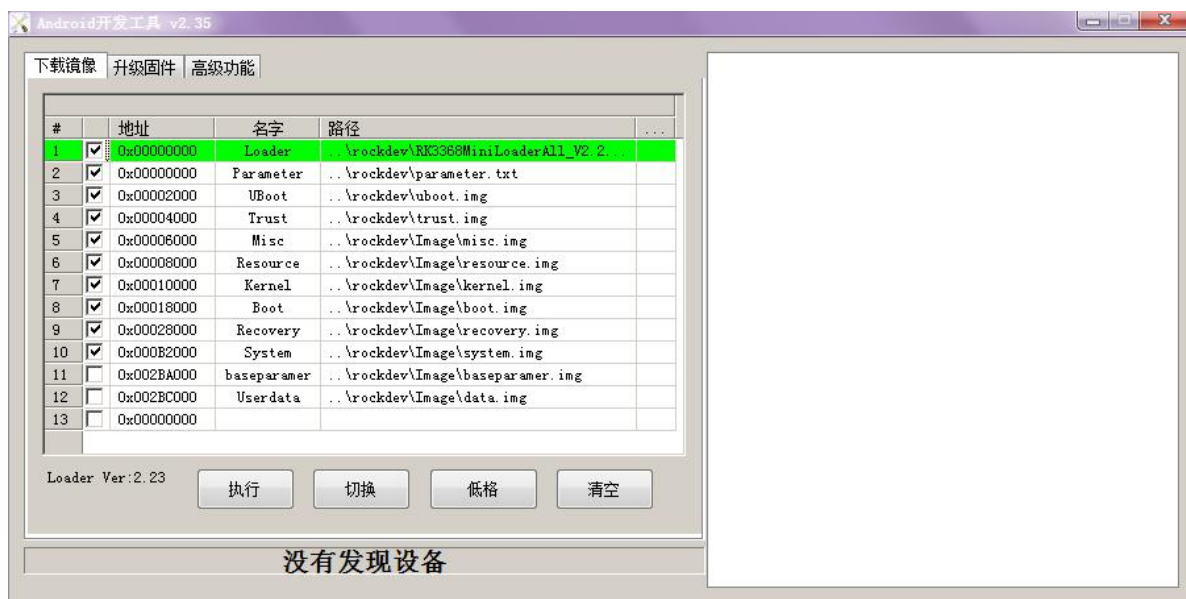 Android开发工具 v2.35
下载镜像 升级固件 高级功能
# 地址 名字 路径 ...
1 0x00000000 Loader ..\rockdev\RK3368MiniLoaderAll_V2.2...
2 0x00000000 Parameter ..\rockdev\parameter.txt
3 0x00002000 UBoot ..\rockdev\uboot.img
4 0x00004000 Trust ..\rockdev\trust.img
5 0x00006000 Misc ..\rockdev\Image\misc.img
6 0x00008000 Resource ..\rockdev\Image\resource.img
7 0x00010000 Kernel ..\rockdev\Image\kernel.img
8 0x00018000 Boot ..\rockdev\Image\boot.img
9 0x00028000 Recovery ..\rockdev\Image\recovery.img
10 0x000B2000 System ..\rockdev\Image\system.img
11 0x002BA000 baseparamer ..\rockdev\Image\baseparamer.img
12 0x002BC000 Userdata ..\rockdev\Image\data.img
13 0x00000000
Loader Ver:2.23 执行 切换 低格 清空
没有发现设备